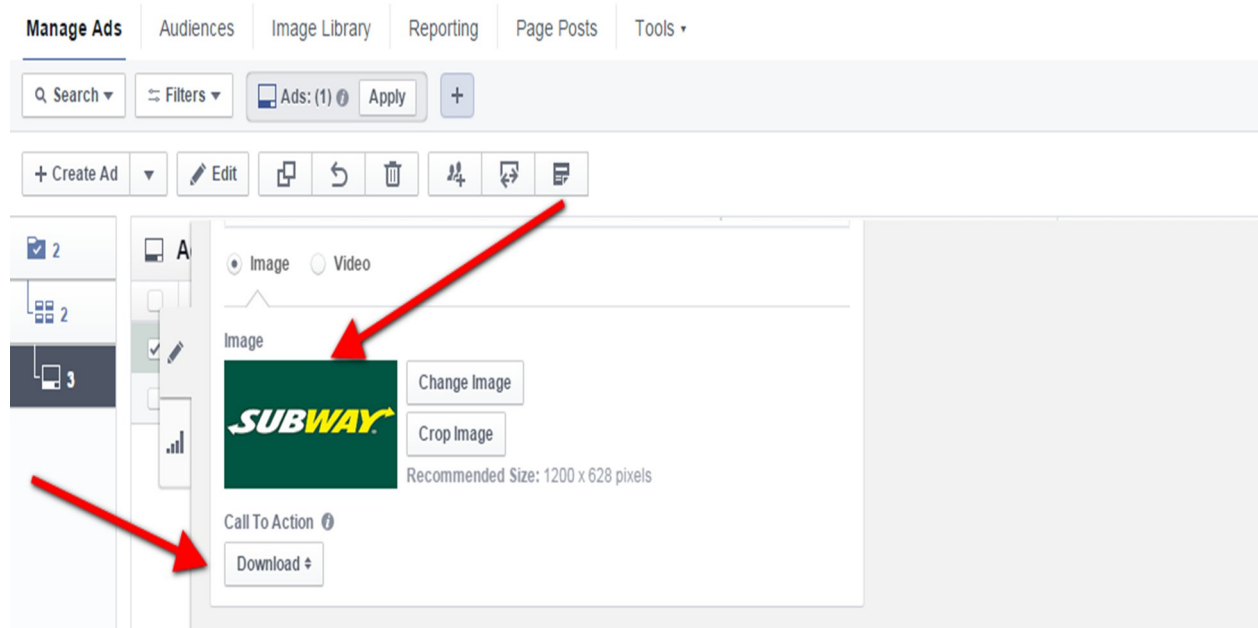 Manage Ads Audiences Image Library Reporting Page Posts Tools
Search Filters Ads: (1) Apply +
+ Create Ad Edit
2
A
Image Video
2
Image
3
Change Image
SUBWAY
Crop Image
Recommended Size: 1200 x 628 pixels
Call To Action
Download